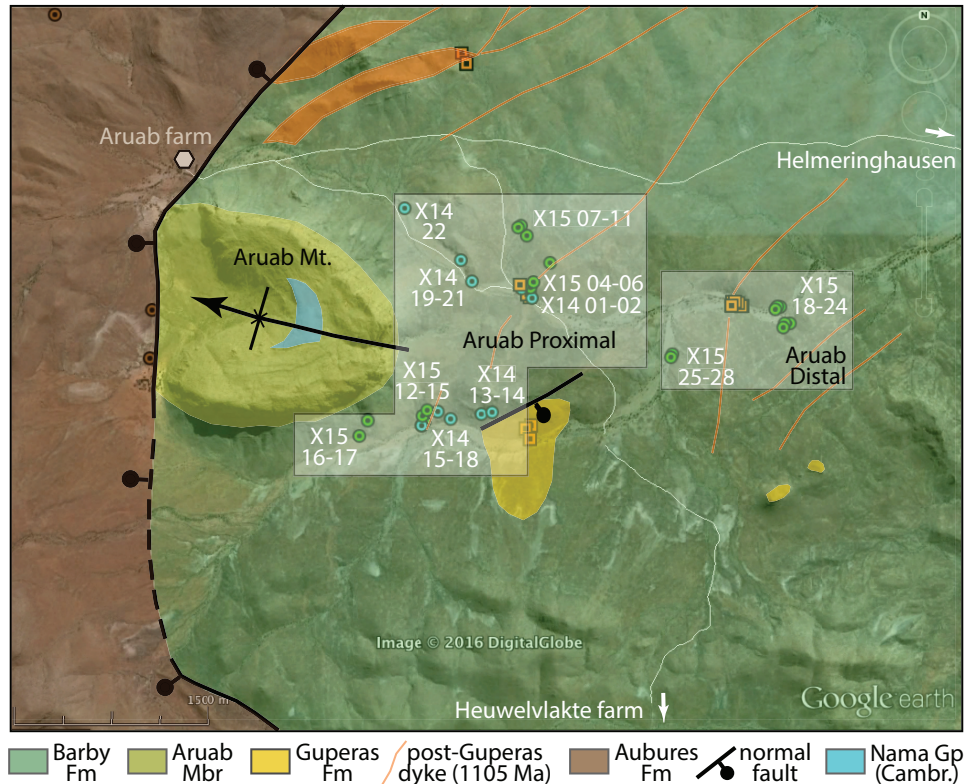 N
Aruab farm
Helmeringhausen
X14
22
X15 07-11
Aruab Mt.
X14
19-21
X15 04-06
X14 01-02
X15
18-24
Aruab Proximal
X15
12-15
X14
13-14
X15
25-28
Aruab
Distal
X15
16-17
X14
15-18
Image © 2016 DigitalGlobe
1500 m
Heuwelvlakte farm
Google earth
Barby
Fm
Aruab
Mbr
Guperas
Fm
post-Guperas
dyke (1105 Ma)
Aubures
Fm
normal
fault
Nama Gp
(Cambr.)